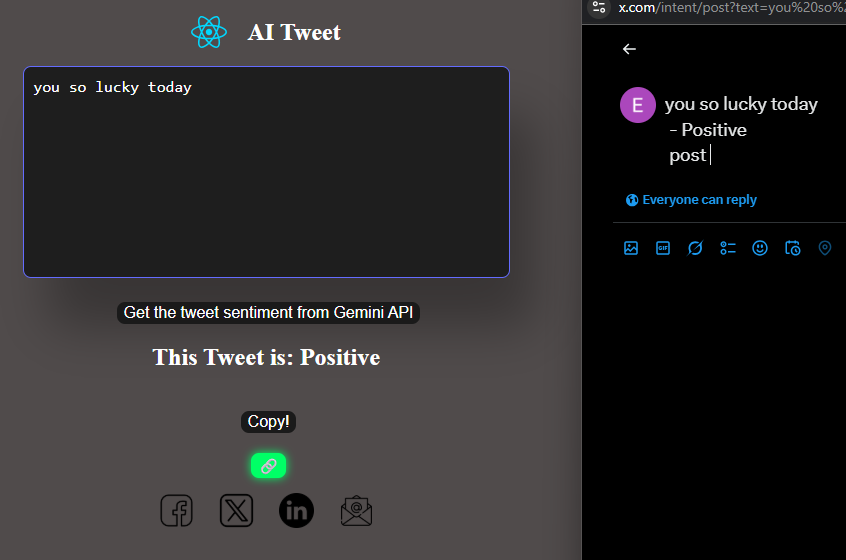 AI Tweet
you so lucky today
Get the tweet sentiment from Gemini API
This Tweet is: Positive
Copy!
x.com/intent/post?text=you%20so%2
E
you so lucky today
- Positive
post
Everyone can reply
GIF